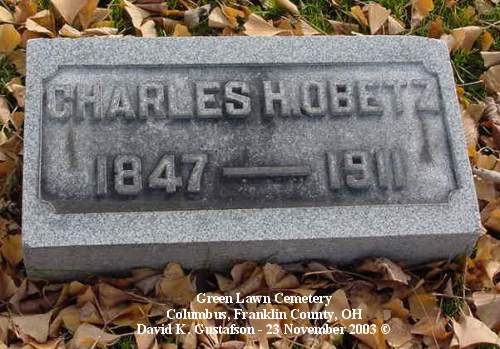 CHARLES H. OBETZ
1847 — 1911
Green Lawn Cemetery
Columbus, Franklin County, OH
David K. Gustafson - 23 November 2003 ©